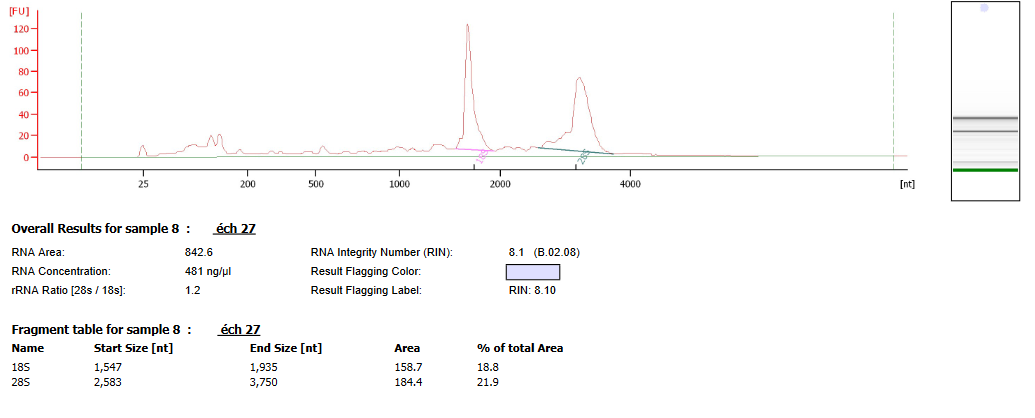 [FU]
120
100
80
60
40
20
0
18S
28S
25 200 500 1000 2000 4000 [nt]
Overall Results for sample 8 : éch 27
RNA Area: 842.6 RNA Integrity Number (RIN): 8.1 (B.02.08)
RNA Concentration: 481 ng/µl Result Flagging Color:
rRNA Ratio [28s / 18s]: 1.2 Result Flagging Label: RIN: 8.10
Fragment table for sample 8 : éch 27
Name Start Size [nt] End Size [nt] Area % of total Area
18S 1,547 1,935 158.7 18.8
28S 2,583 3,750 184.4 21.9